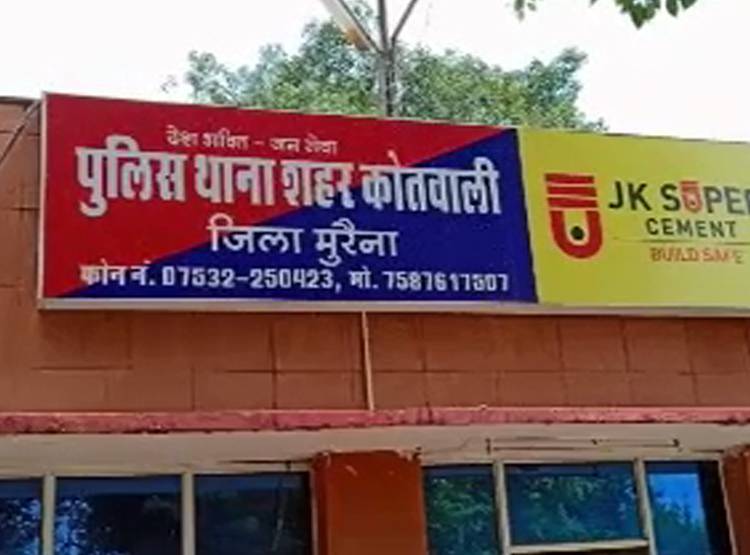 देश भक्ति - जन सेवा
पुलिस थाना शहर कोतवाली
जिला मुरैना
फोन नं. 07532-250423, मो. 7587617507
JK SUPER
CEMENT
BUILD SAFE